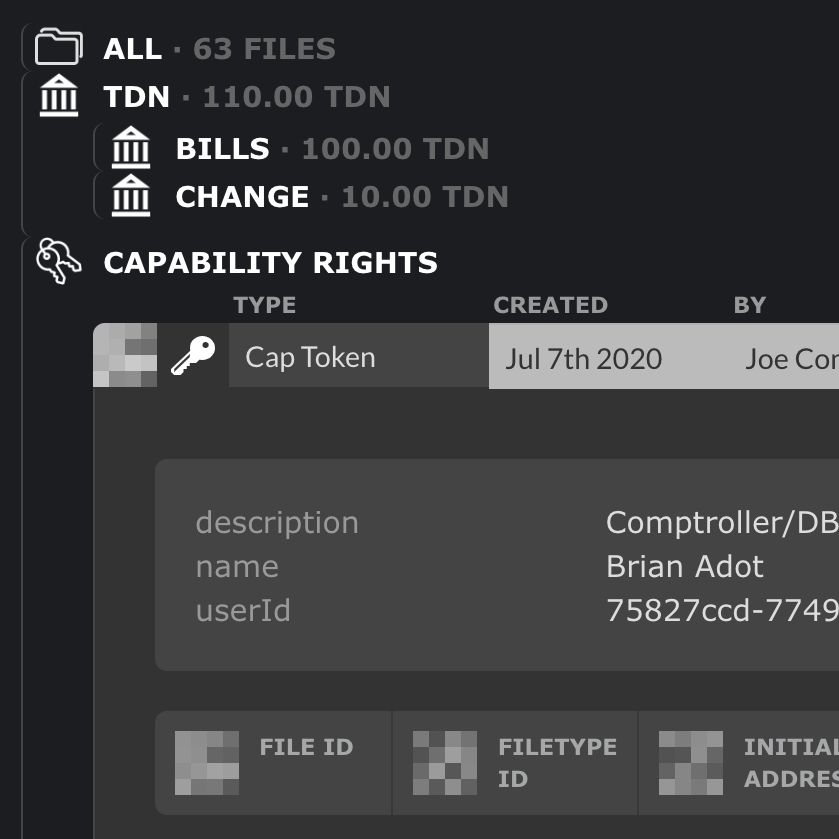 ALL · 63 FILES
TDN · 110.00 TDN
BILLS · 100.00 TDN
CHANGE · 10.00 TDN
CAPABILITY RIGHTS
TYPE CREATED BY
Cap Token Jul 7th 2020 Joe Cor
description Comptroller/DB
name Brian Adot
userId 75827ccd-7749
FILE ID FILETYPE INITIAL
ID ADDRES